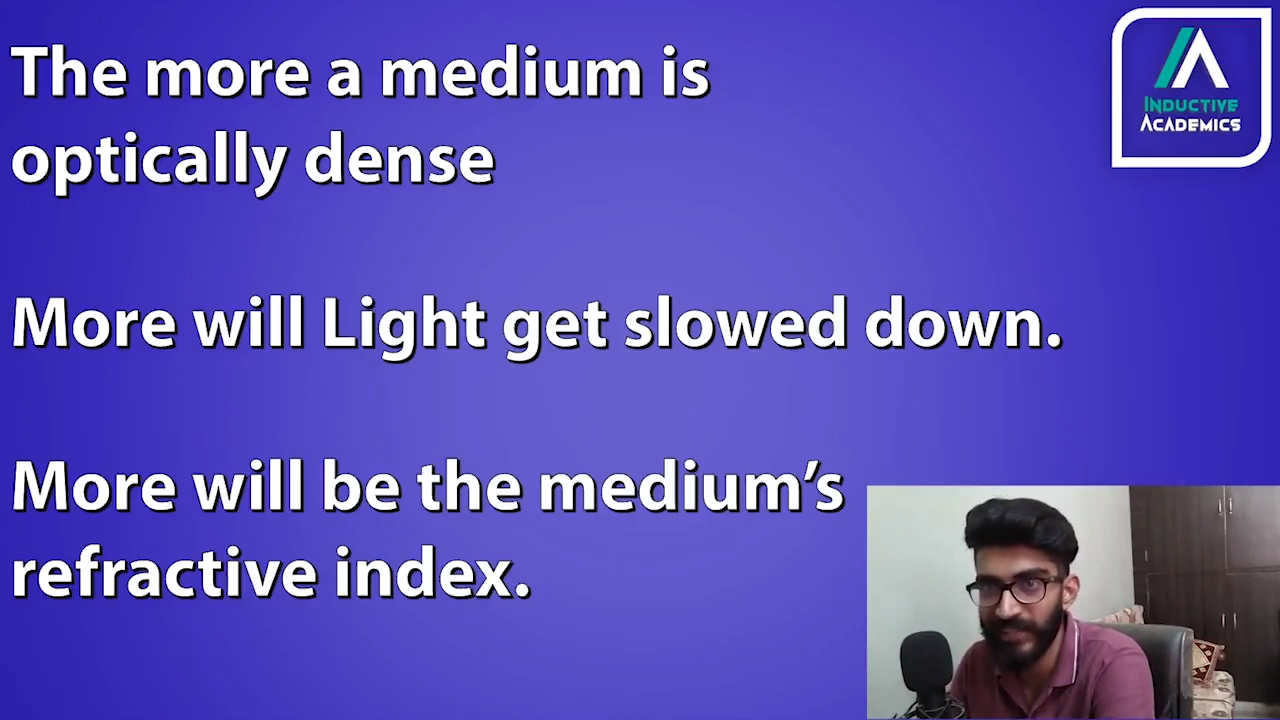 The more a medium is
optically dense
More will Light get slowed down.
More will be the medium’s
refractive index.
INDUCTIVE
ACADEMICS